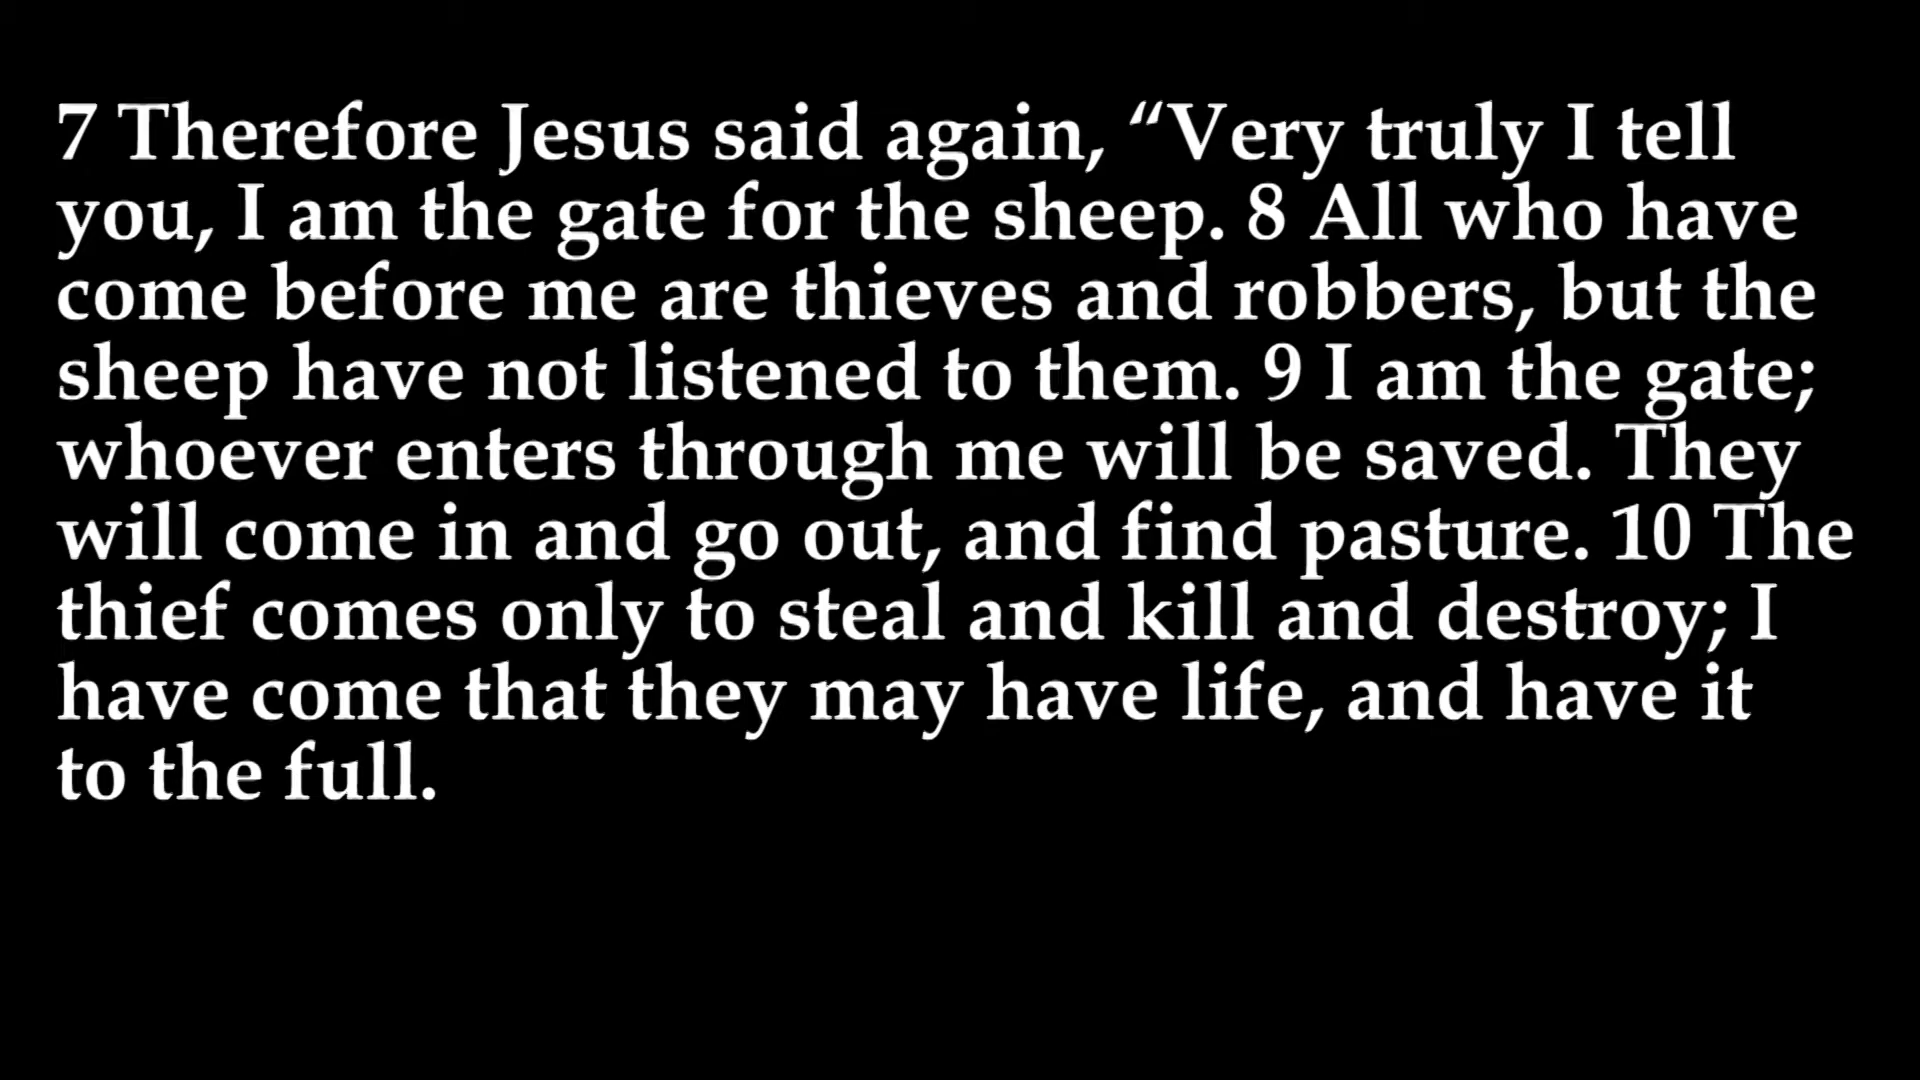 7 Therefore Jesus said again, “Very truly I tell
you, I am the gate for the sheep. 8 All who have
come before me are thieves and robbers, but the
sheep have not listened to them. 9 I am the gate;
whoever enters through me will be saved. They
will come in and go out, and find pasture. 10 The
thief comes only to steal and kill and destroy; I
have come that they may have life, and have it
to the full.